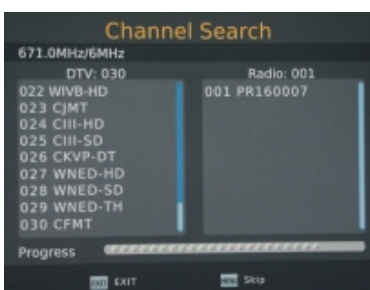 Channel Search
671.0MHz/6MHz
DTV: 030
Radio: 001
022 WIVB-HD
001 PR160007
023 CJMT
024 CIII-HD
025 CIII-SD
026 CKVP-DT
027 WNED-HD
028 WNED-SD
029 WNED-TH
030 CFMT
Progress
EXIT EXIT
MENU Skip